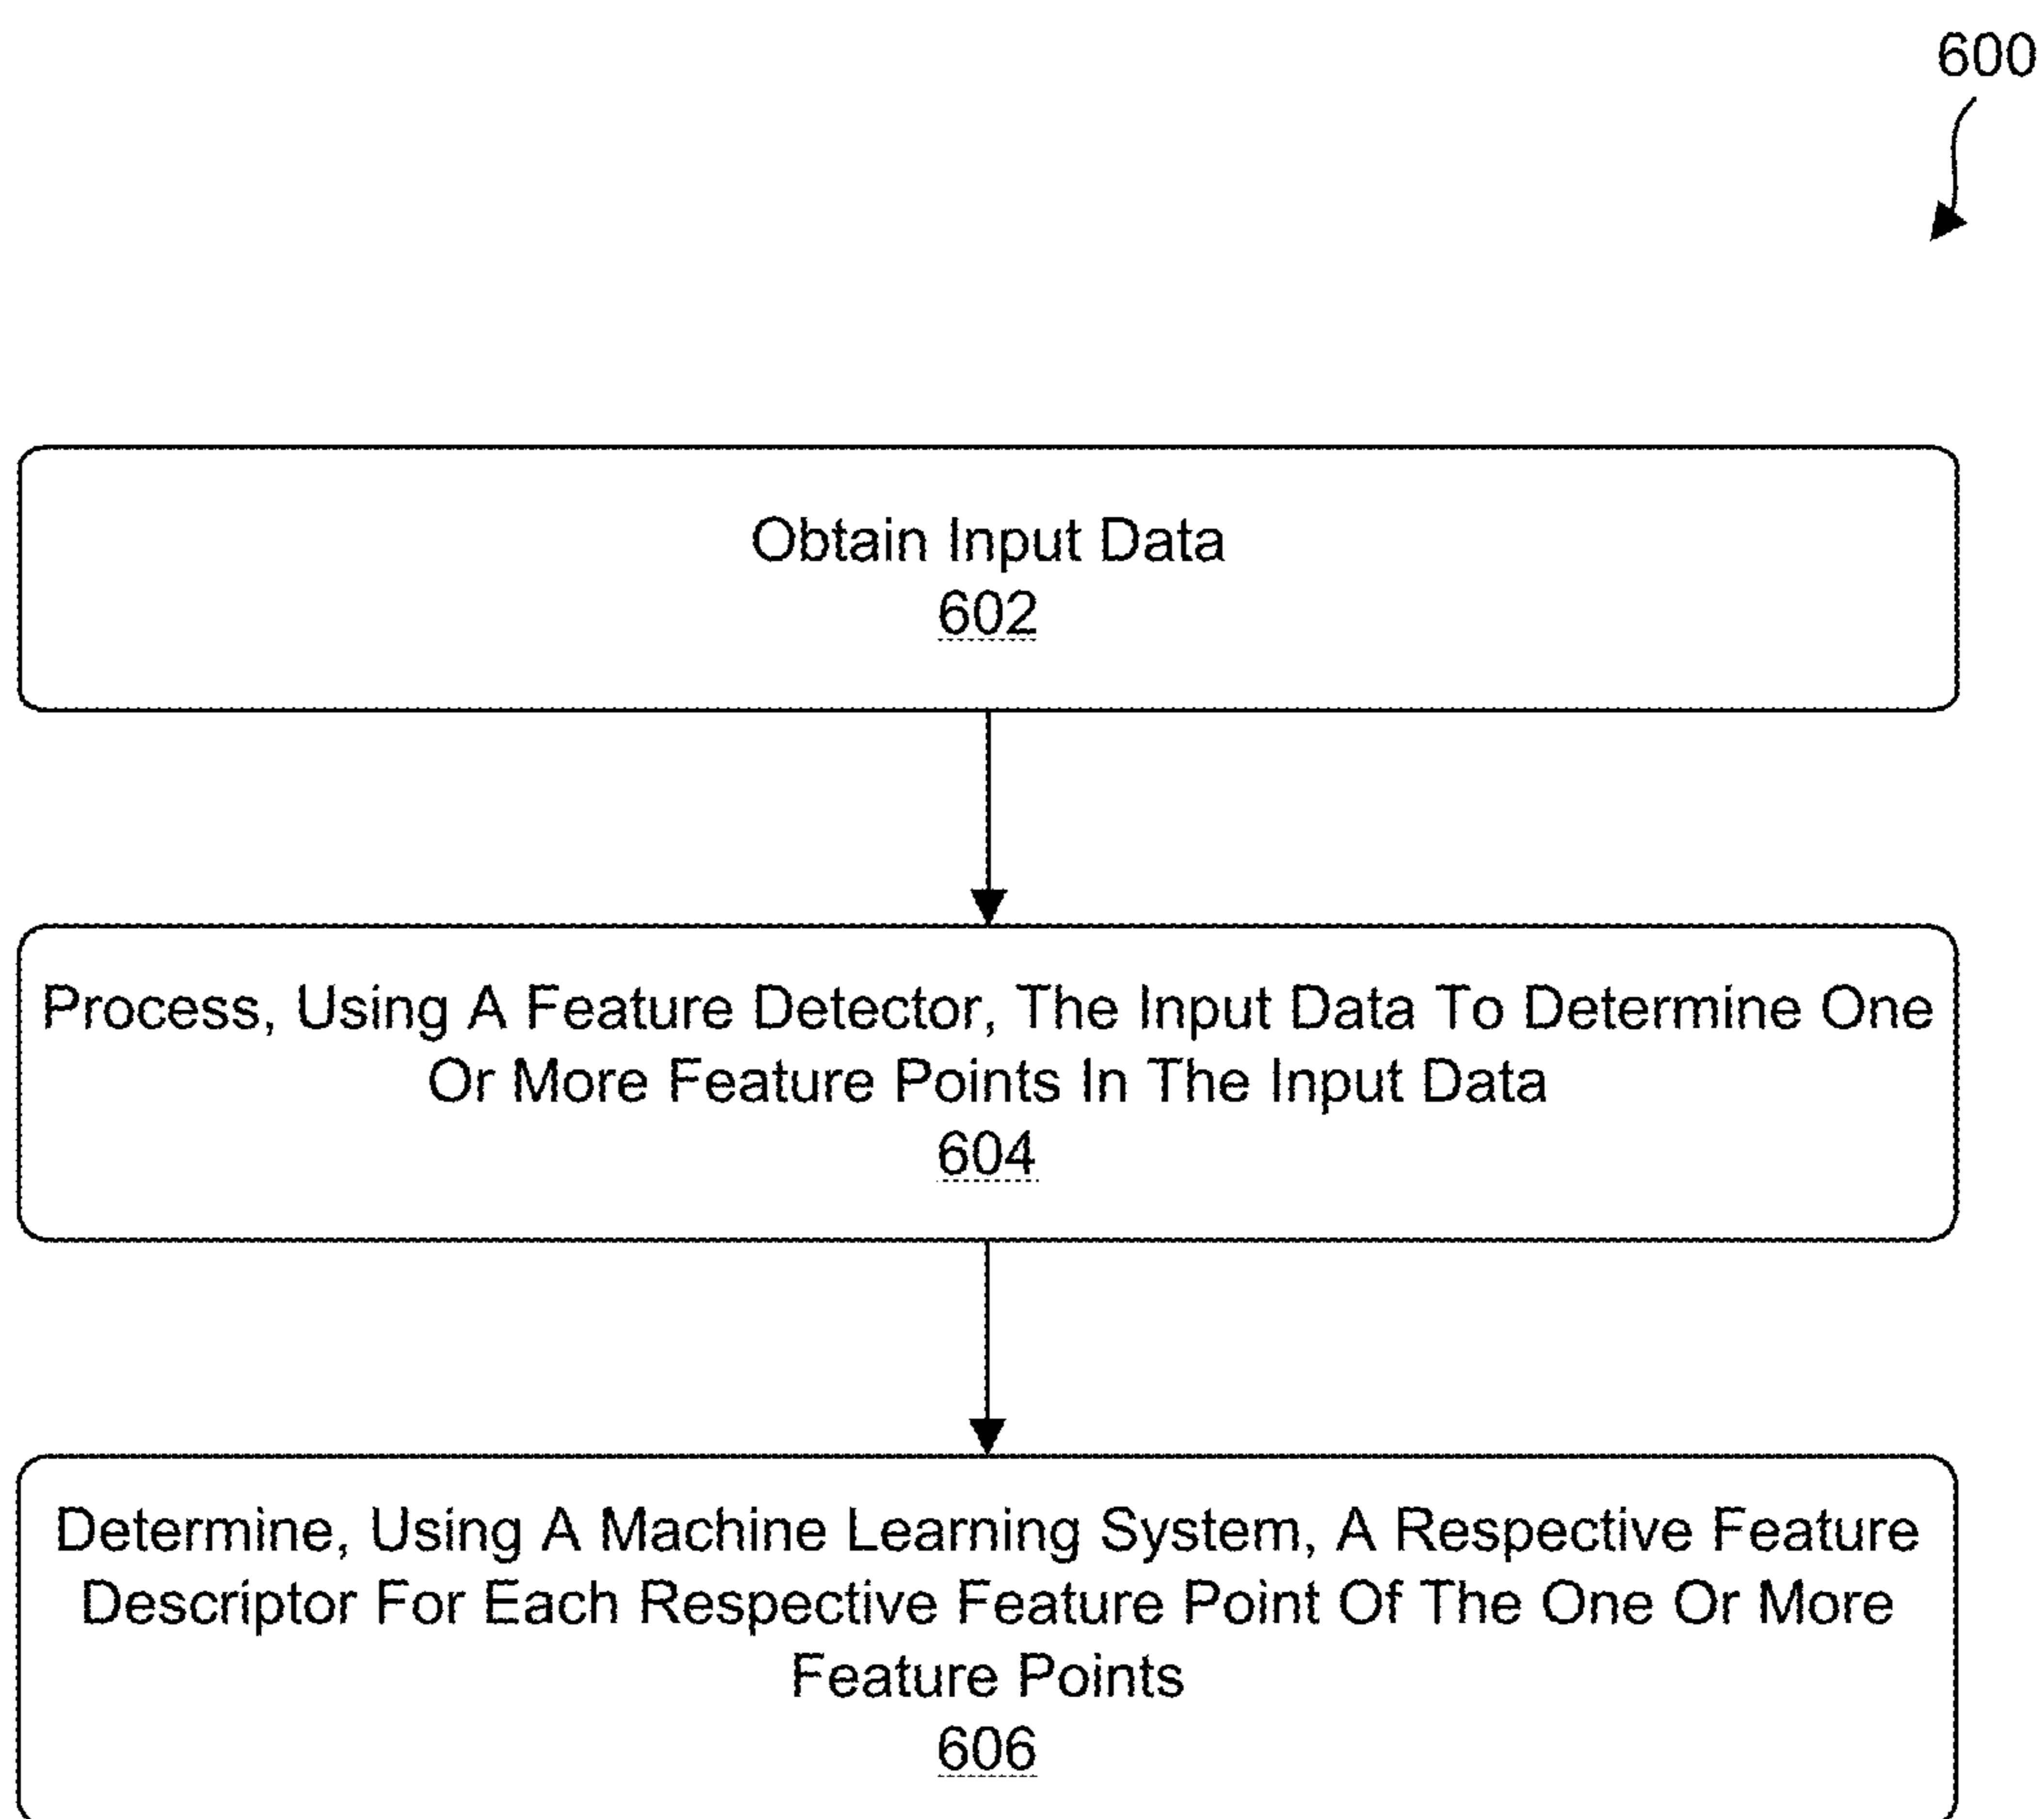 600
Obtain Input Data
602
Process, Using A Feature Detector, The Input Data To Determine One
Or More Feature Points In The Input Data
604
Determine, Using A Machine Learning System, A Respective Feature
Descriptor For Each Respective Feature Point Of The One Or More
Feature Points
606